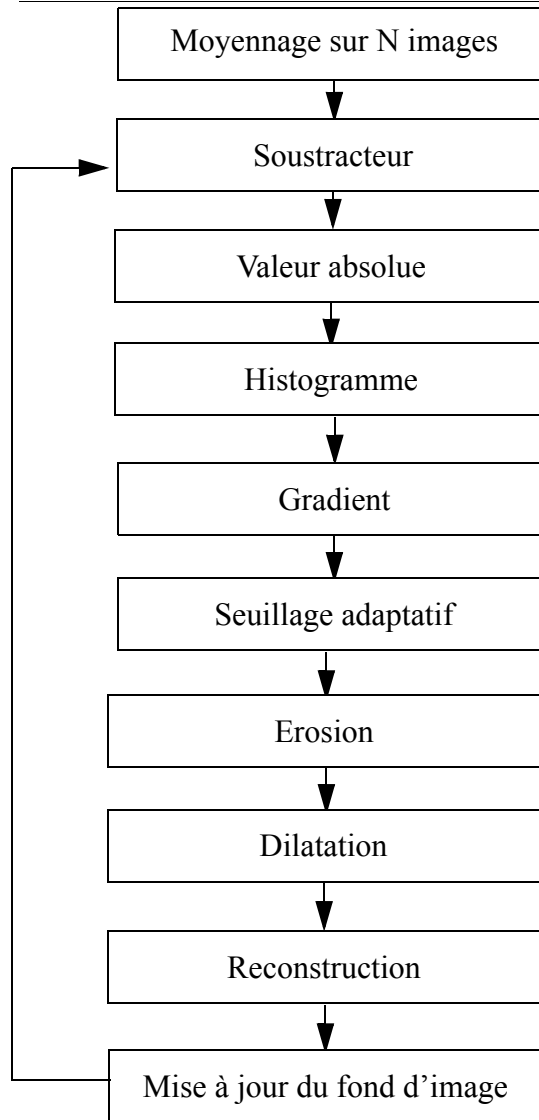 Moyennage sur N images
Soustracteur
Valeur absolue
Histogramme
Gradient
Seuillage adaptatif
Erosion
Dilatation
Reconstruction
Mise à jour du fond d’image